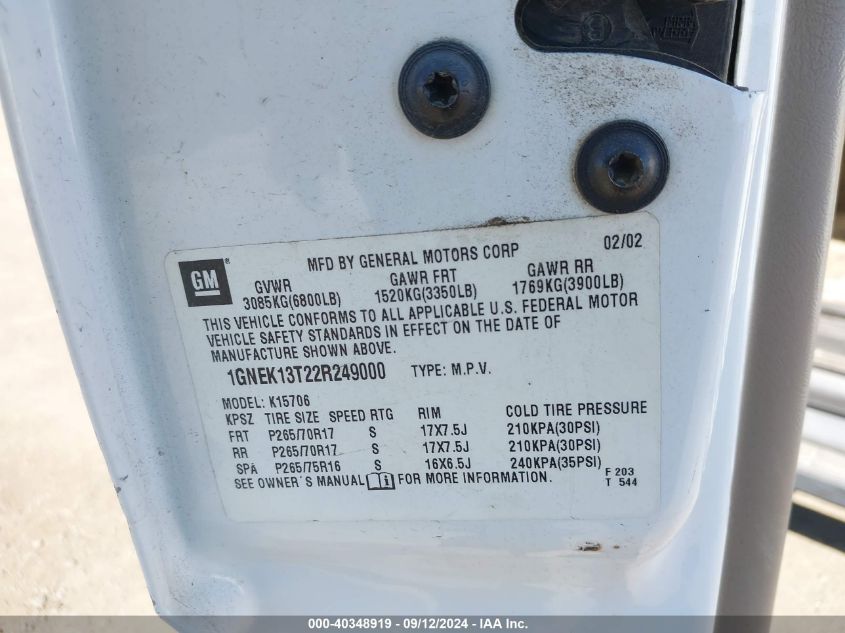 MFD BY GENERAL MOTORS CORP 02/02
GM
GVWR GAWR FRT GAWR RR
3085KG(6800LB) 1520KG(3350LB) 1769KG(3900LB)
THIS VEHICLE CONFORMS TO ALL APPLICABLE U.S. FEDERAL MOTOR
VEHICLE SAFETY STANDARDS IN EFFECT ON THE DATE OF
MANUFACTURE SHOWN ABOVE.
1GNEK13T22R249000 TYPE: M.P.V.
MODEL: K15706
KPSZ TIRE SIZE SPEED RTG RIM COLD TIRE PRESSURE
FRT P265/70R17 S 17X7.5J 210KPA(30PSI)
RR P265/70R17 S 17X7.5J 210KPA(30PSI)
SPA P265/75R16 S 16X6.5J 240KPA(35PSI)
SEE OWNER'S MANUAL i FOR MORE INFORMATION.
F 203
T 544
000-40348919 - 09/12/2024 - IAA Inc.